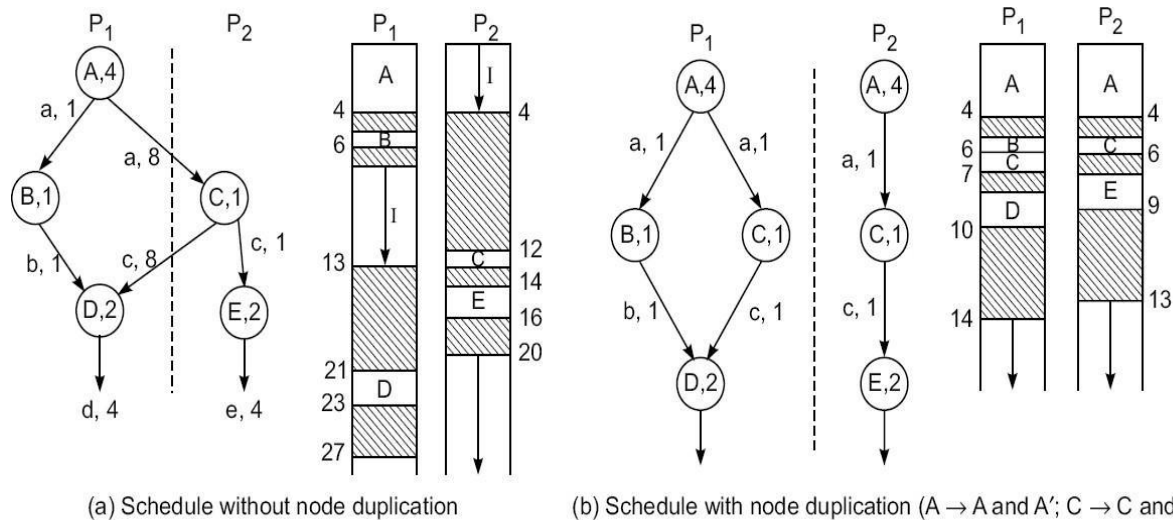 P1 P2
A,4
a, 1
a, 8
B,1
C,1
b, 1
c, 8
c, 1
D,2
E,2
d, 4
e, 4
P1
A
4
6
B
I
13
21
D
23
27
P2
I
4
12
C
14
E
16
20
(a) Schedule without node duplication
P1
A,4
a, 1
a,1
B,1
C,1
b, 1
c, 1
D,2
P2
A, 4
a, 1
C,1
c, 1
E,2
P1
A
4
B
6
C
7
D
10
14
P2
A
4
C
6
E
9
13
(b) Schedule with node duplication (A → A and A′; C → C and